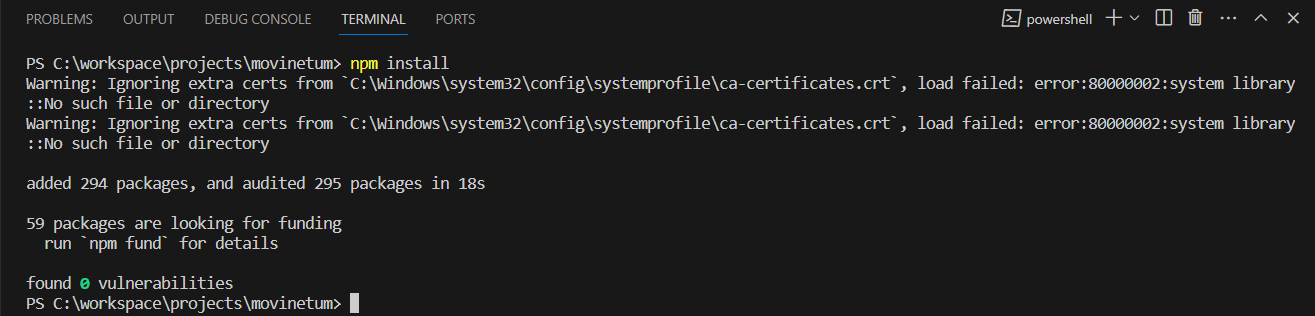 PROBLEMS OUTPUT DEBUG CONSOLE TERMINAL PORTS powershell
PS C:\workspace\projects\movinetum> npm install
Warning: Ignoring extra certs from `C:\Windows\system32\config\systemprofile\ca-certificates.crt`, load failed: error:80000002:system library
::No such file or directory
Warning: Ignoring extra certs from `C:\Windows\system32\config\systemprofile\ca-certificates.crt`, load failed: error:80000002:system library
::No such file or directory
added 294 packages, and audited 295 packages in 18s
59 packages are looking for funding
  run `npm fund` for details
found 0 vulnerabilities
PS C:\workspace\projects\movinetum>